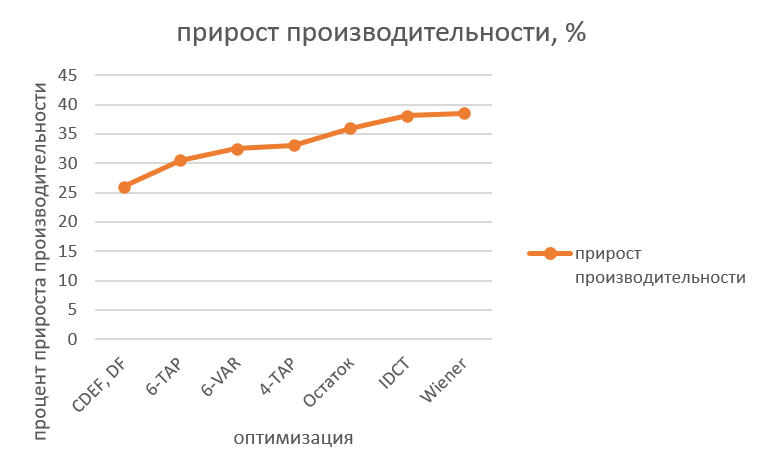 прирост производительности, %
процент прироста производительности
45
40
35
30
25
20
15
10
5
0
CDEF, DF
6-TAP
6-VAR
4-TAP
Остаток
IDCT
Wiener
оптимизация
прирост
производительности